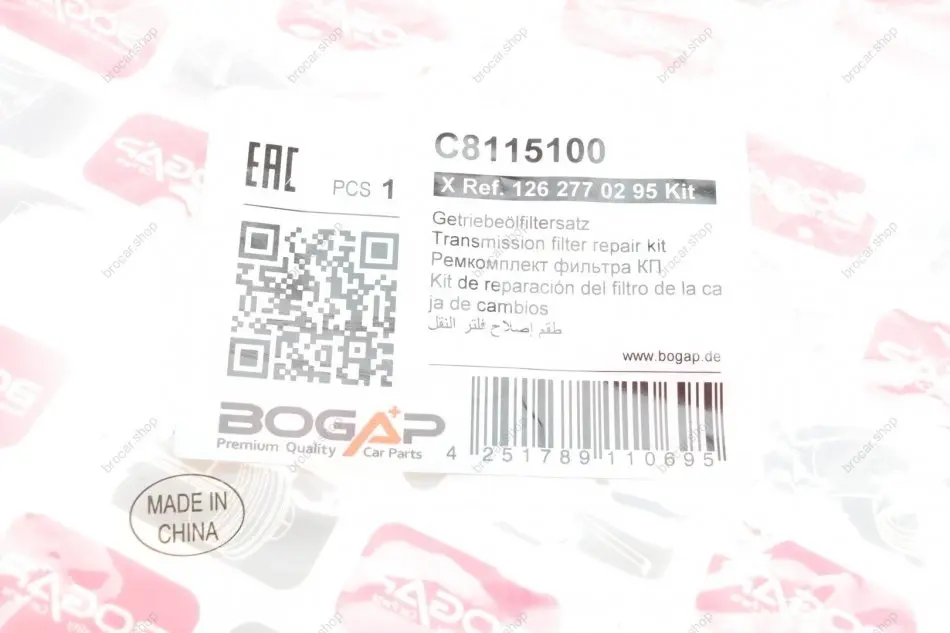 EAC
PCS 1
C8115100
X Ref. 126 277 02 95 Kit
Getriebeölfiltersatz
Transmission filter repair kit
Ремкомплект фильтра КП
Kit de reparación del filtro de la ca
ja de cambios
طقم إصلاح فلتر النقل
www.bogap.de
BOGAP
Premium Quality Car Parts
4 251789 110695
MADE IN
CHINA
brocar.shop